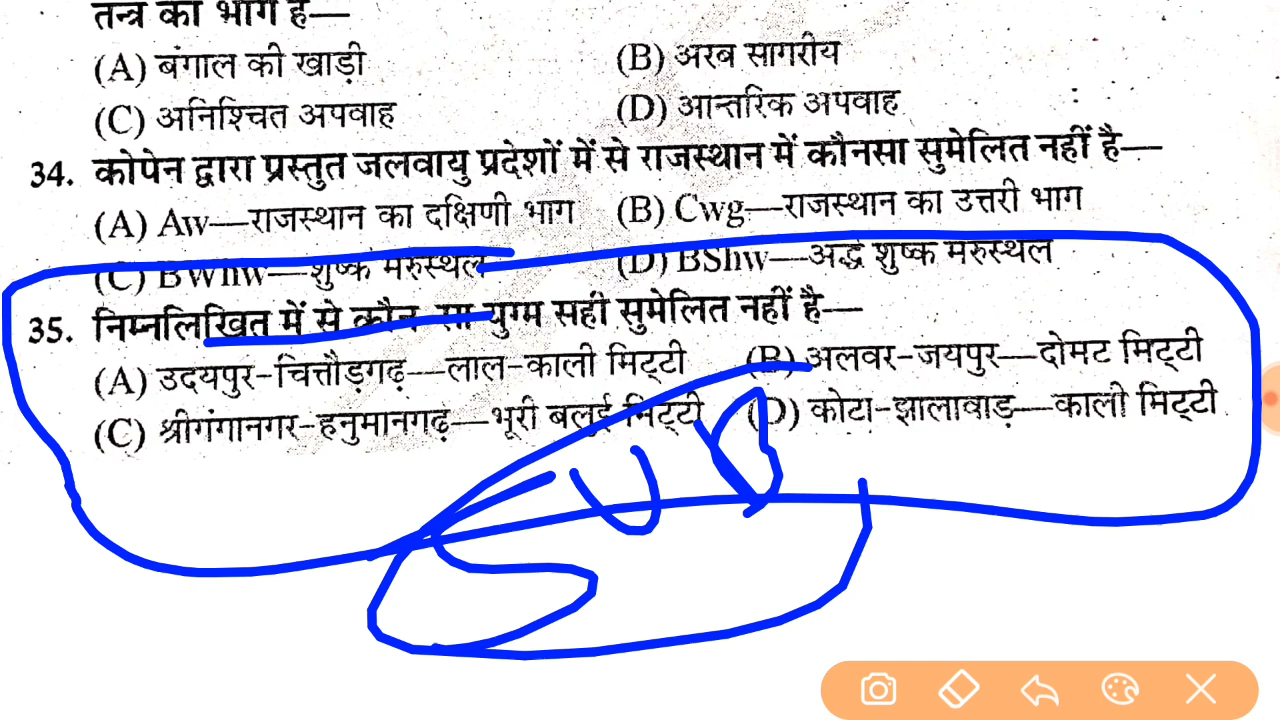 तन्त्र का भाग है—
(A) बंगाल की खाड़ी (B) अरब सागरीय
(C) अनिश्चित अपवाह (D) आन्तरिक अपवाह
34. कोपेन द्वारा प्रस्तुत जलवायु प्रदेशों में से राजस्थान में कौनसा सुमेलित नहीं है—
(A) Aw—राजस्थान का दक्षिणी भाग (B) Cwg—राजस्थान का उत्तरी भाग
(C) BWhw—शुष्क मरुस्थल (D) BShw—अर्द्ध शुष्क मरुस्थल
35. निम्नलिखित में से कौन सा युग्म सही सुमेलित नहीं है—
(A) उदयपुर-चित्तौड़गढ़—लाल-काली मिट्टी (B) अलवर-जयपुर—दोमट मिट्टी
(C) श्रीगंगानगर-हनुमानगढ़—भूरी बलुई मिट्टी (D) कोटा-झालावाड़—काली मिट्टी
SUB